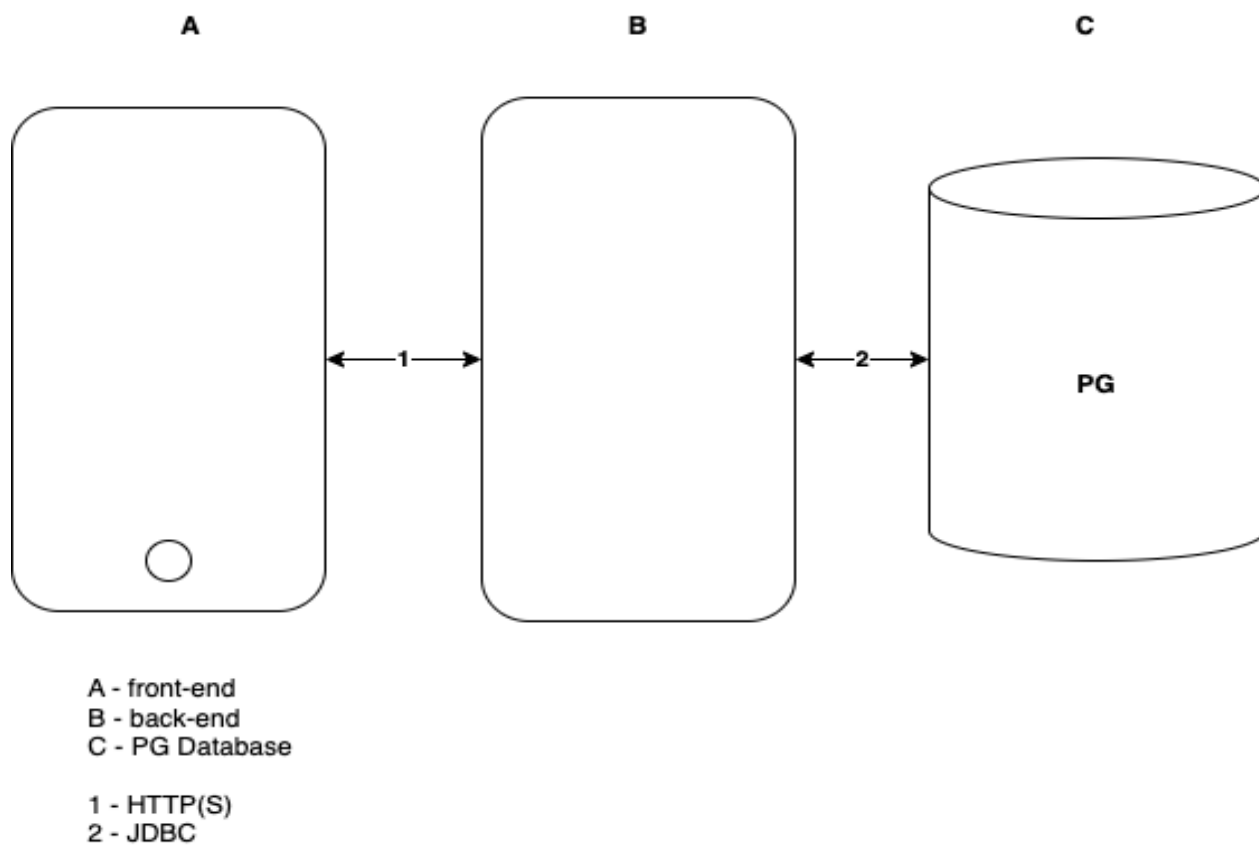 A
B
C
1
2
PG
A - front-end
B - back-end
C - PG Database
1 - HTTP(S)
2 - JDBC